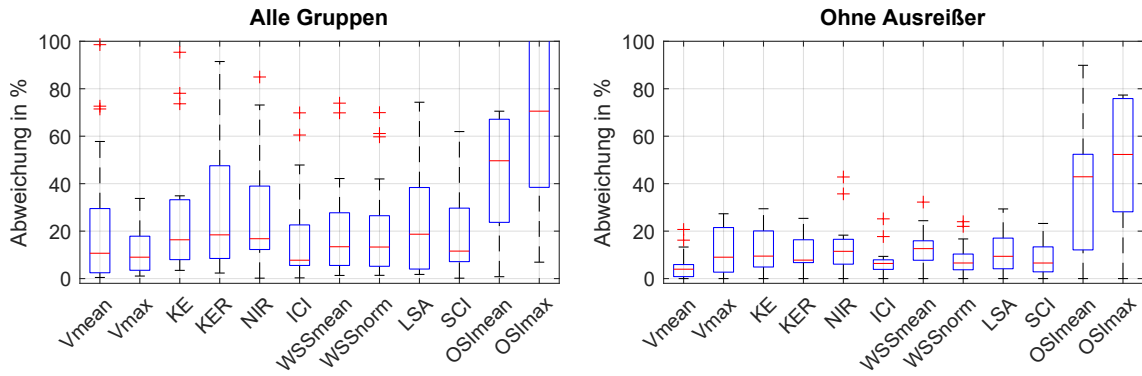 Alle Gruppen
Abweichung in %
100
80
60
40
20
0
Vmean
Vmax
KE
KER
NIR
ICI
WSSmean
WSSnorm
LSA
SCI
OSImean
OSImax
Ohne Ausreißer
Abweichung in %
100
80
60
40
20
0
Vmean
Vmax
KE
KER
NIR
ICI
WSSmean
WSSnorm
LSA
SCI
OSImean
OSImax